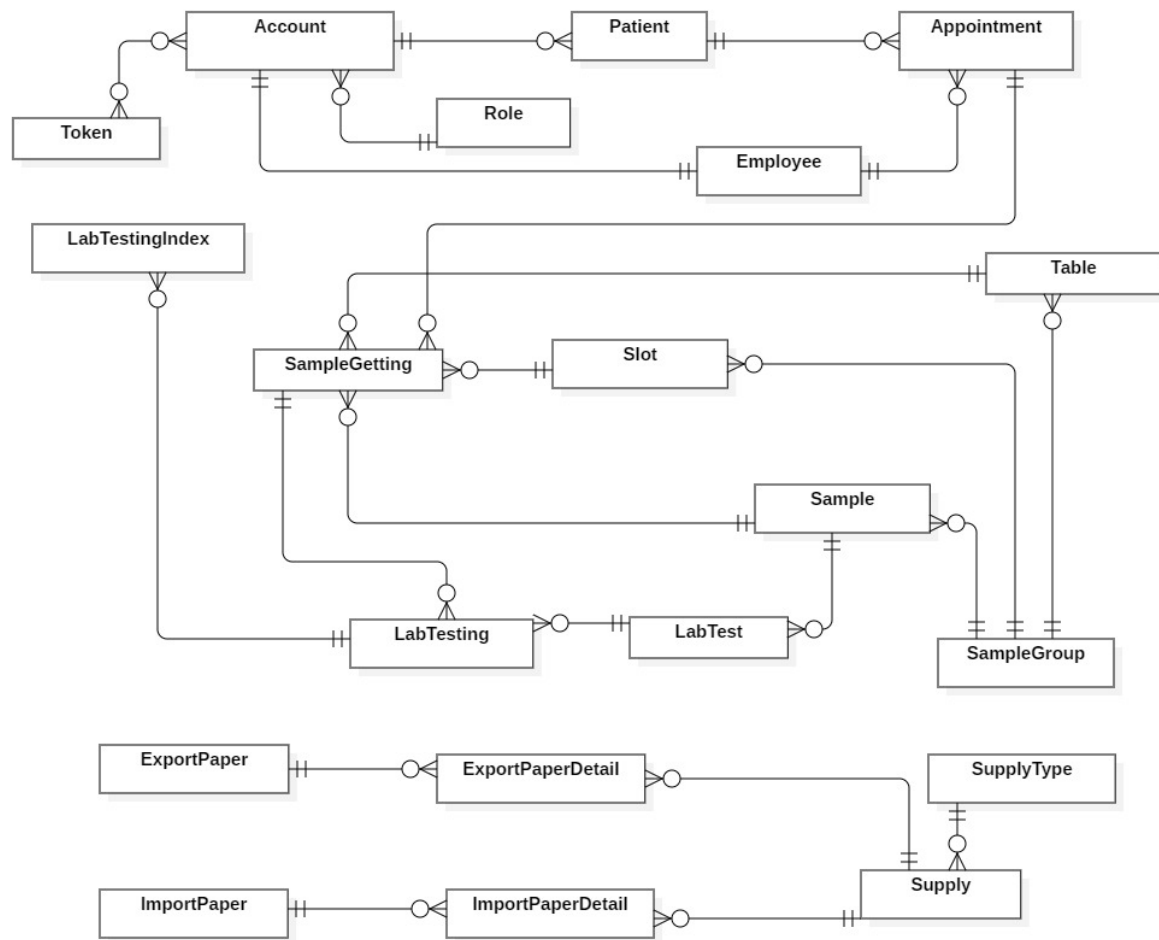 Account
Patient
Appointment
Role
Token
Employee
LabTestingIndex
Table
SampleGetting
Slot
Sample
LabTesting
LabTest
SampleGroup
ExportPaper
ExportPaperDetail
SupplyType
ImportPaper
ImportPaperDetail
Supply